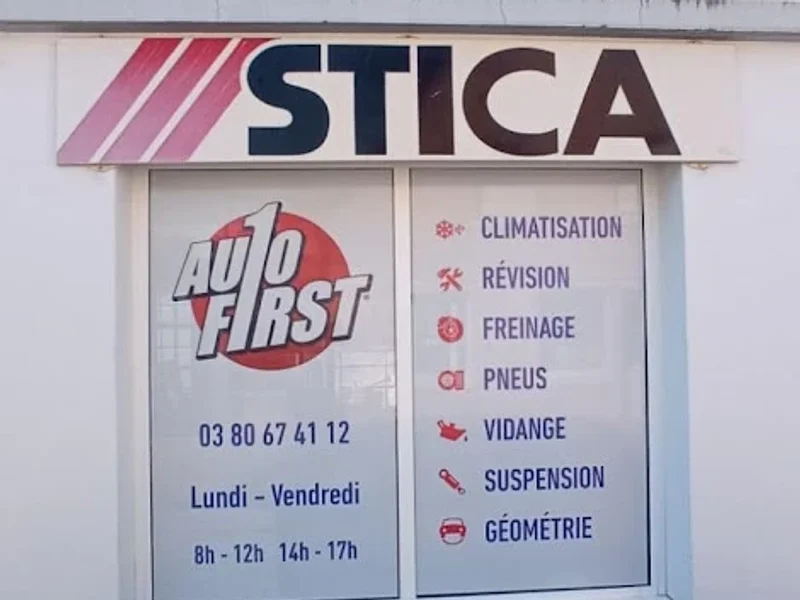 STICA
AUTO
FIRST
03 80 67 41 12
Lundi - Vendredi
8h - 12h 14h - 17h
CLIMATISATION
RÉVISION
FREINAGE
PNEUS
VIDANGE
SUSPENSION
GÉOMÉTRIE